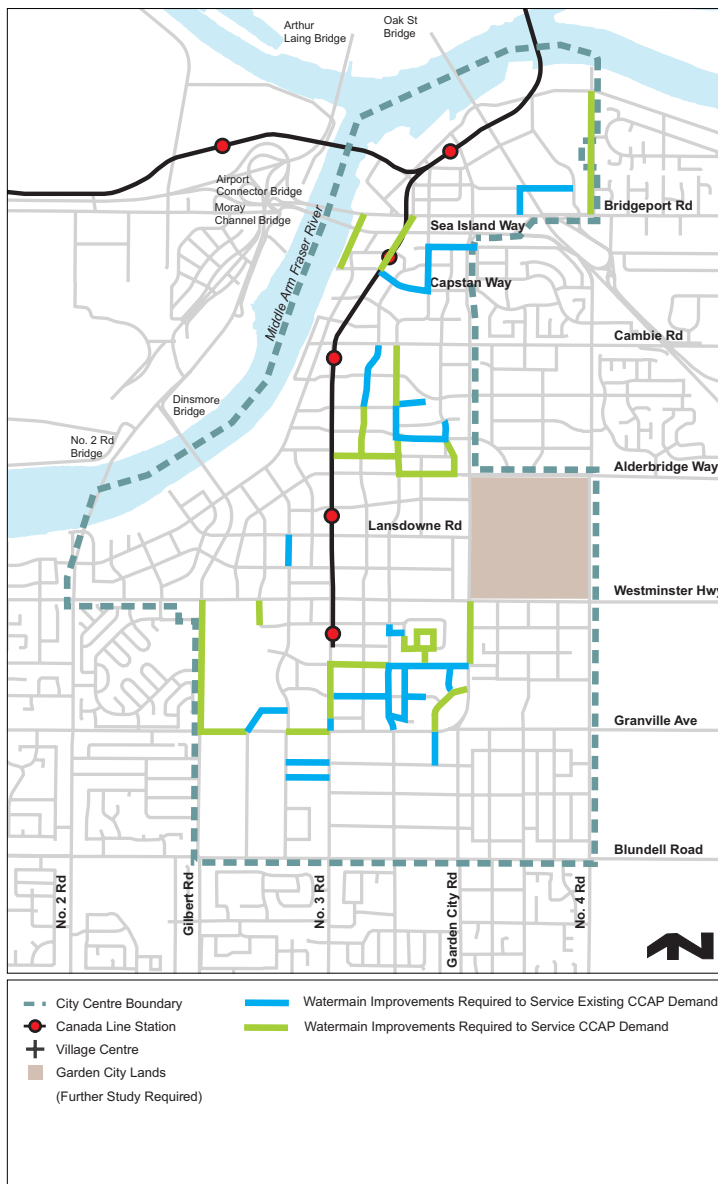 Arthur
Laing Bridge
Oak St
Bridge
Airport
Connector Bridge
Moray
Channel Bridge
Bridgeport Rd
Sea Island Way
Middle Arm Fraser River
Capstan Way
Cambie Rd
Dinsmore
Bridge
No. 2 Rd
Bridge
Alderbridge Way
Lansdowne Rd
Westminster Hwy
Granville Ave
Blundell Road
No. 2 Rd
Gilbert Rd
No. 3 Rd
Garden City Rd
No. 4 Rd
N
City Centre Boundary
Canada Line Station
Village Centre
Garden City Lands
(Further Study Required)
Watermain Improvements Required to Service Existing CCAP Demand
Watermain Improvements Required to Service CCAP Demand